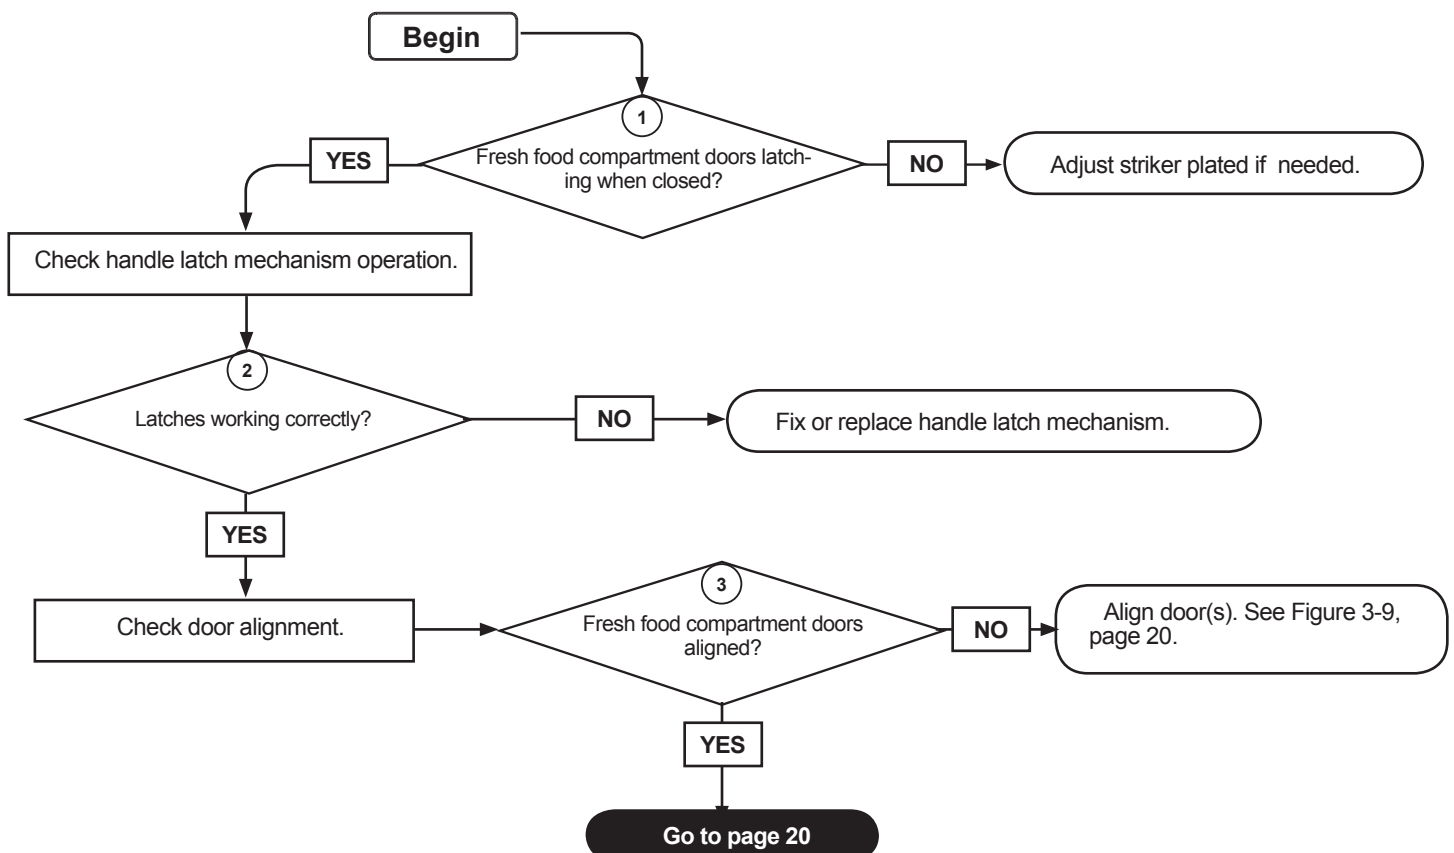 Begin
1
Fresh food compartment doors latch-
ing when closed?
YES
NO
Adjust striker plated if  needed.
Check handle latch mechanism operation.
2
Latches working correctly?
NO
Fix or replace handle latch mechanism.
YES
Check door alignment.
3
Fresh food compartment doors
aligned?
NO
Align door(s). See Figure 3-9,
page 20.
YES
Go to page 20